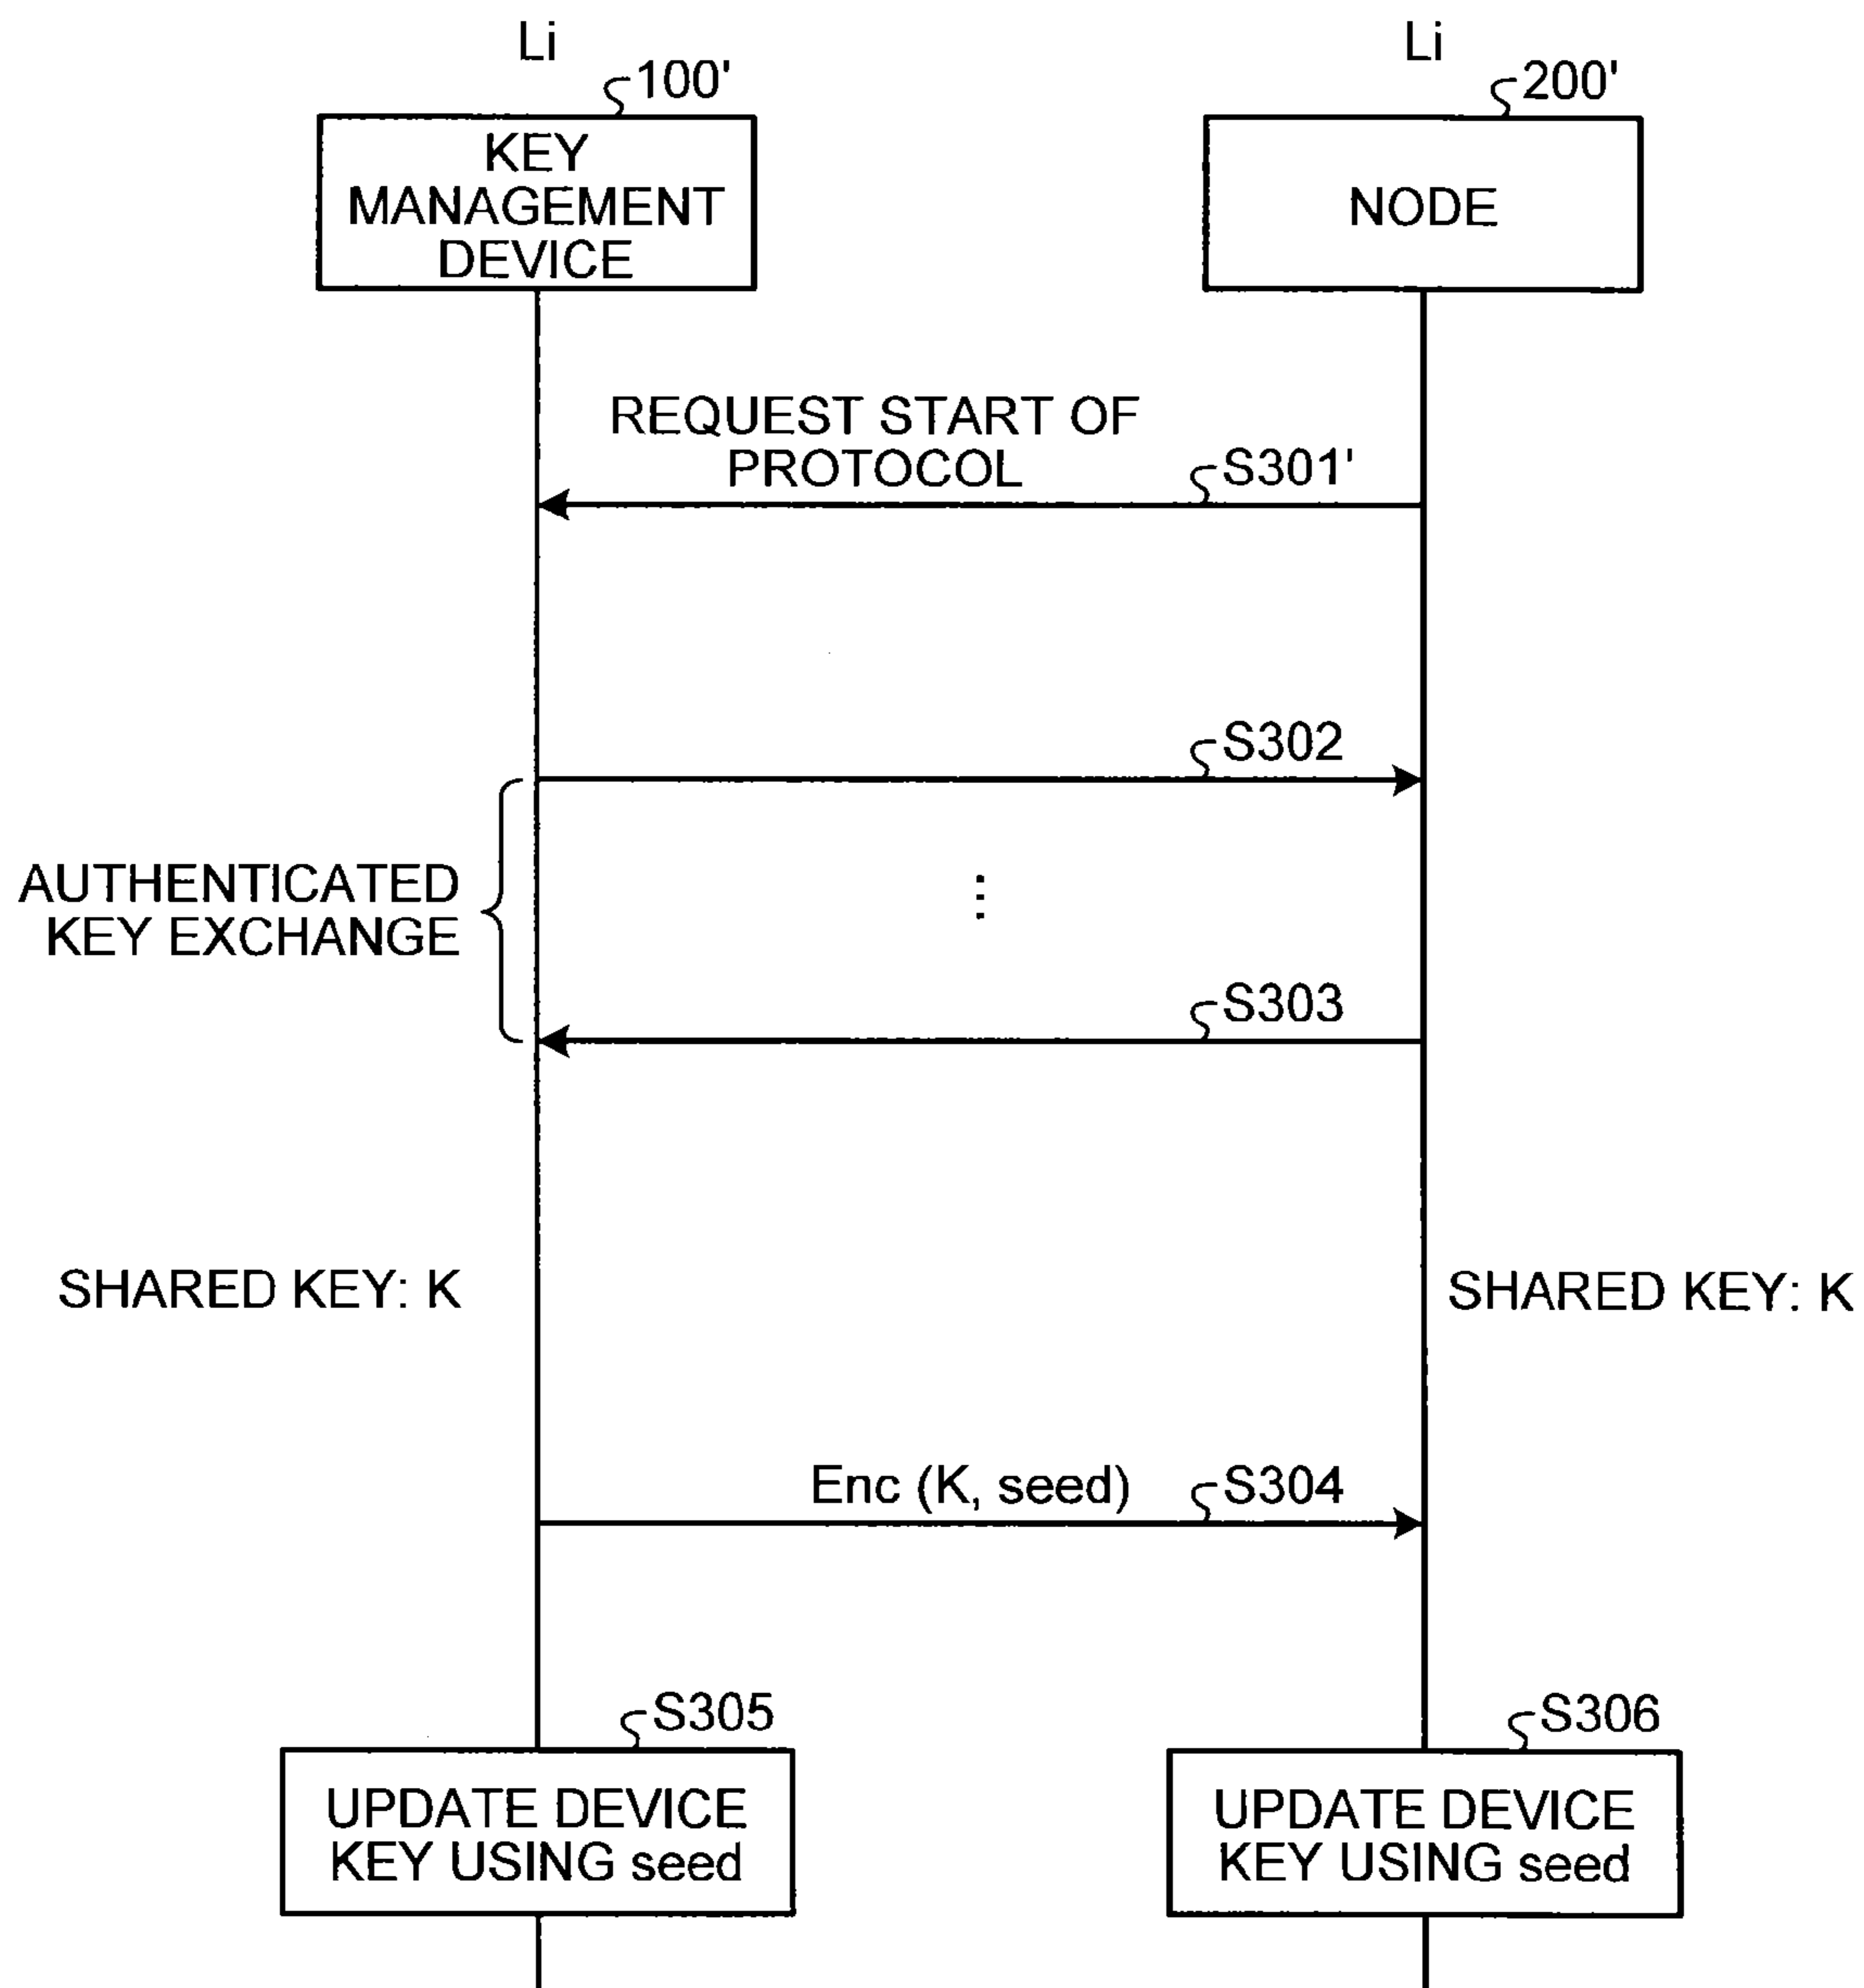 Li
Li
100'
200'
KEY
MANAGEMENT
DEVICE
NODE
REQUEST START OF
PROTOCOL
S301'
S302
AUTHENTICATED
KEY EXCHANGE
⋮
S303
SHARED KEY: K
SHARED KEY: K
Enc (K, seed)
S304
S305
S306
UPDATE DEVICE
KEY USING seed
UPDATE DEVICE
KEY USING seed